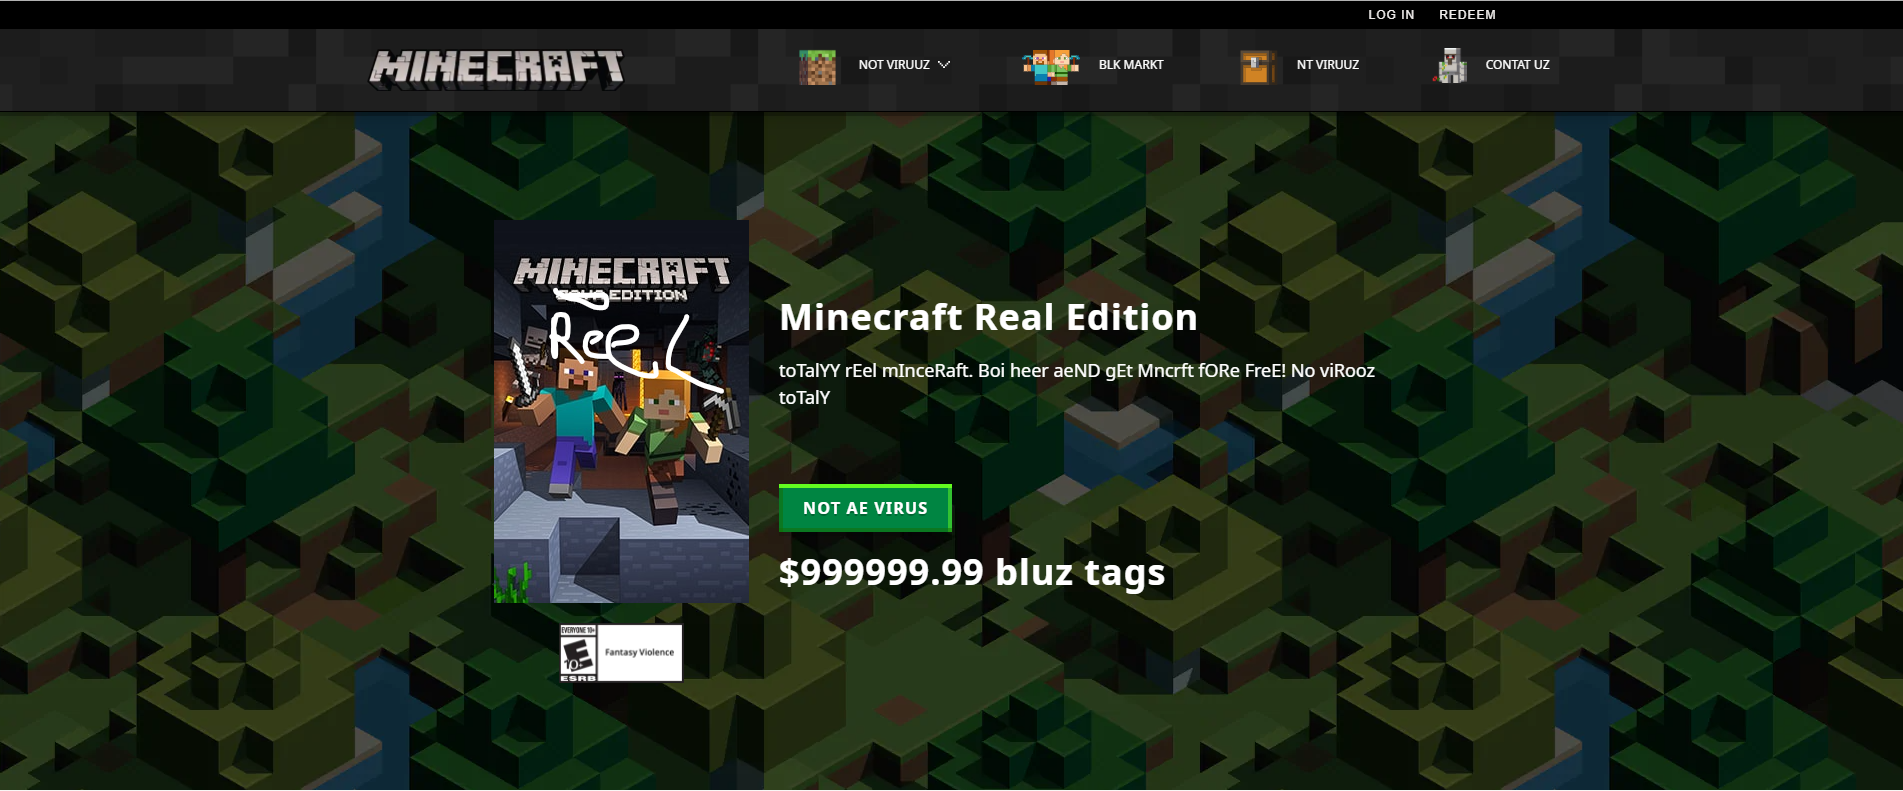 LOG IN REDEEM
MINECRAFT NOT VIRUUZ BLK MARKT NT VIRUUZ CONTAT UZ
MINECRAFT
EDITION
Reel
Minecraft Real Edition
toTalYY rEel mInceRaft. Boi heer aeND gEt Mncrft fORe FreE! No viRooz
toTalY
NOT AE VIRUS
$999999.99 bluz tags
EVERYONE 10+
E
10+
ESRB
Fantasy Violence